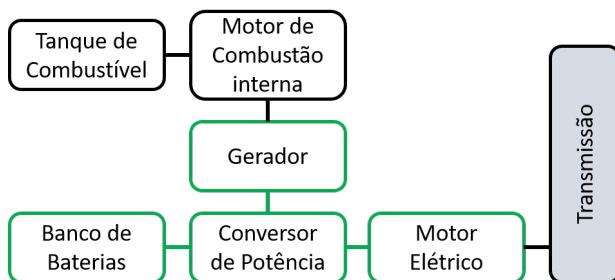 Tanque de
Combustível
Motor de
Combustão
interna
Gerador
Banco de
Baterias
Conversor
de Potência
Motor
Elétrico
Transmissão